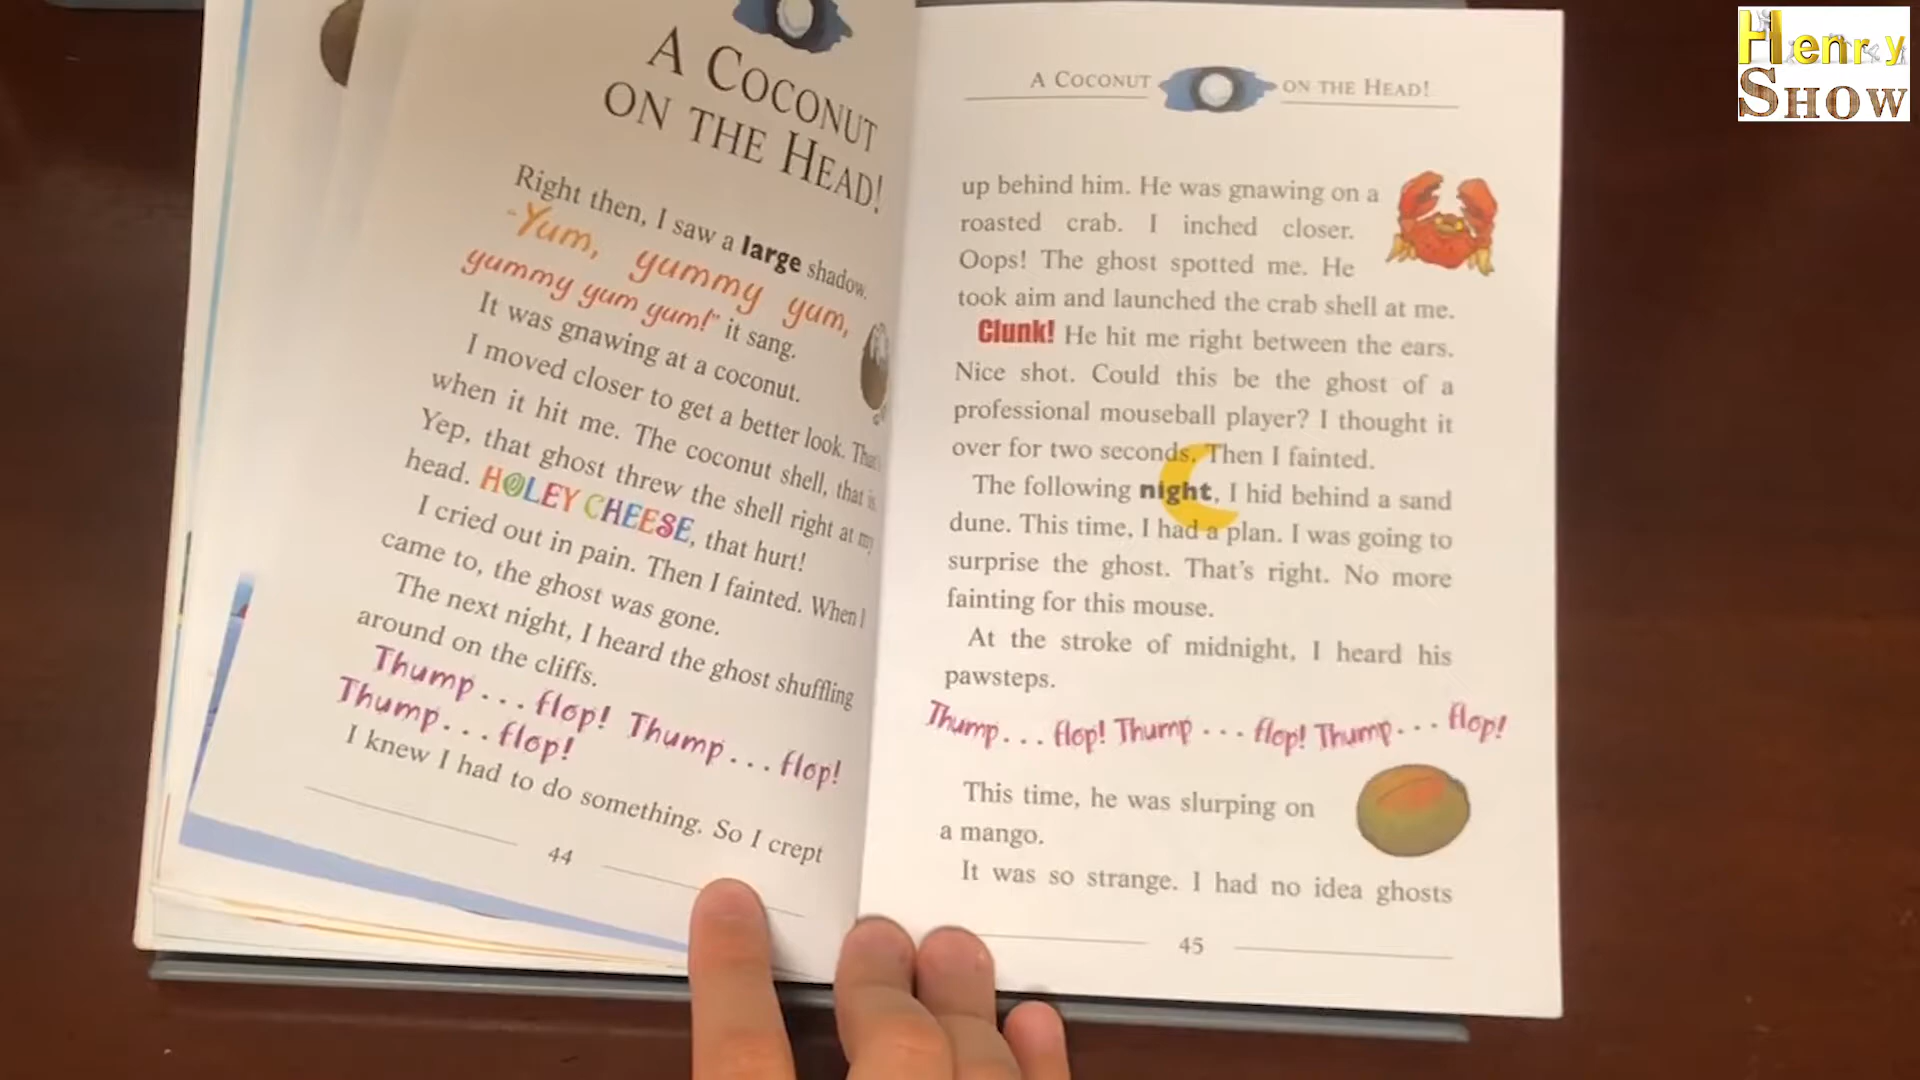 A COCONUT
ON THE HEAD!
Right then, I saw a large shadow.
"Yum, yummy yum,
yummy yum yum!" it sang.
It was gnawing at a coconut.
I moved closer to get a better look. That's
when it hit me. The coconut shell, that is.
Yep, that ghost threw the shell right at my
head. HOLEY CHEESE, that hurt!
I cried out in pain. Then I fainted. When I
came to, the ghost was gone.
The next night, I heard the ghost shuffling
around on the cliffs.
Thump . . . flop! Thump . . . flop!
Thump . . . flop!
I knew I had to do something. So I crept
44
A COCONUT ON THE HEAD!
up behind him. He was gnawing on a
roasted crab. I inched closer.
Oops! The ghost spotted me. He
took aim and launched the crab shell at me.
Clunk! He hit me right between the ears.
Nice shot. Could this be the ghost of a
professional mouseball player? I thought it
over for two seconds. Then I fainted.
The following night, I hid behind a sand
dune. This time, I had a plan. I was going to
surprise the ghost. That's right. No more
fainting for this mouse.
At the stroke of midnight, I heard his
pawsteps.
Thump . . . flop! Thump . . . flop! Thump . . . flop!
This time, he was slurping on
a mango.
It was so strange. I had no idea ghosts
45
Henry
SHOW